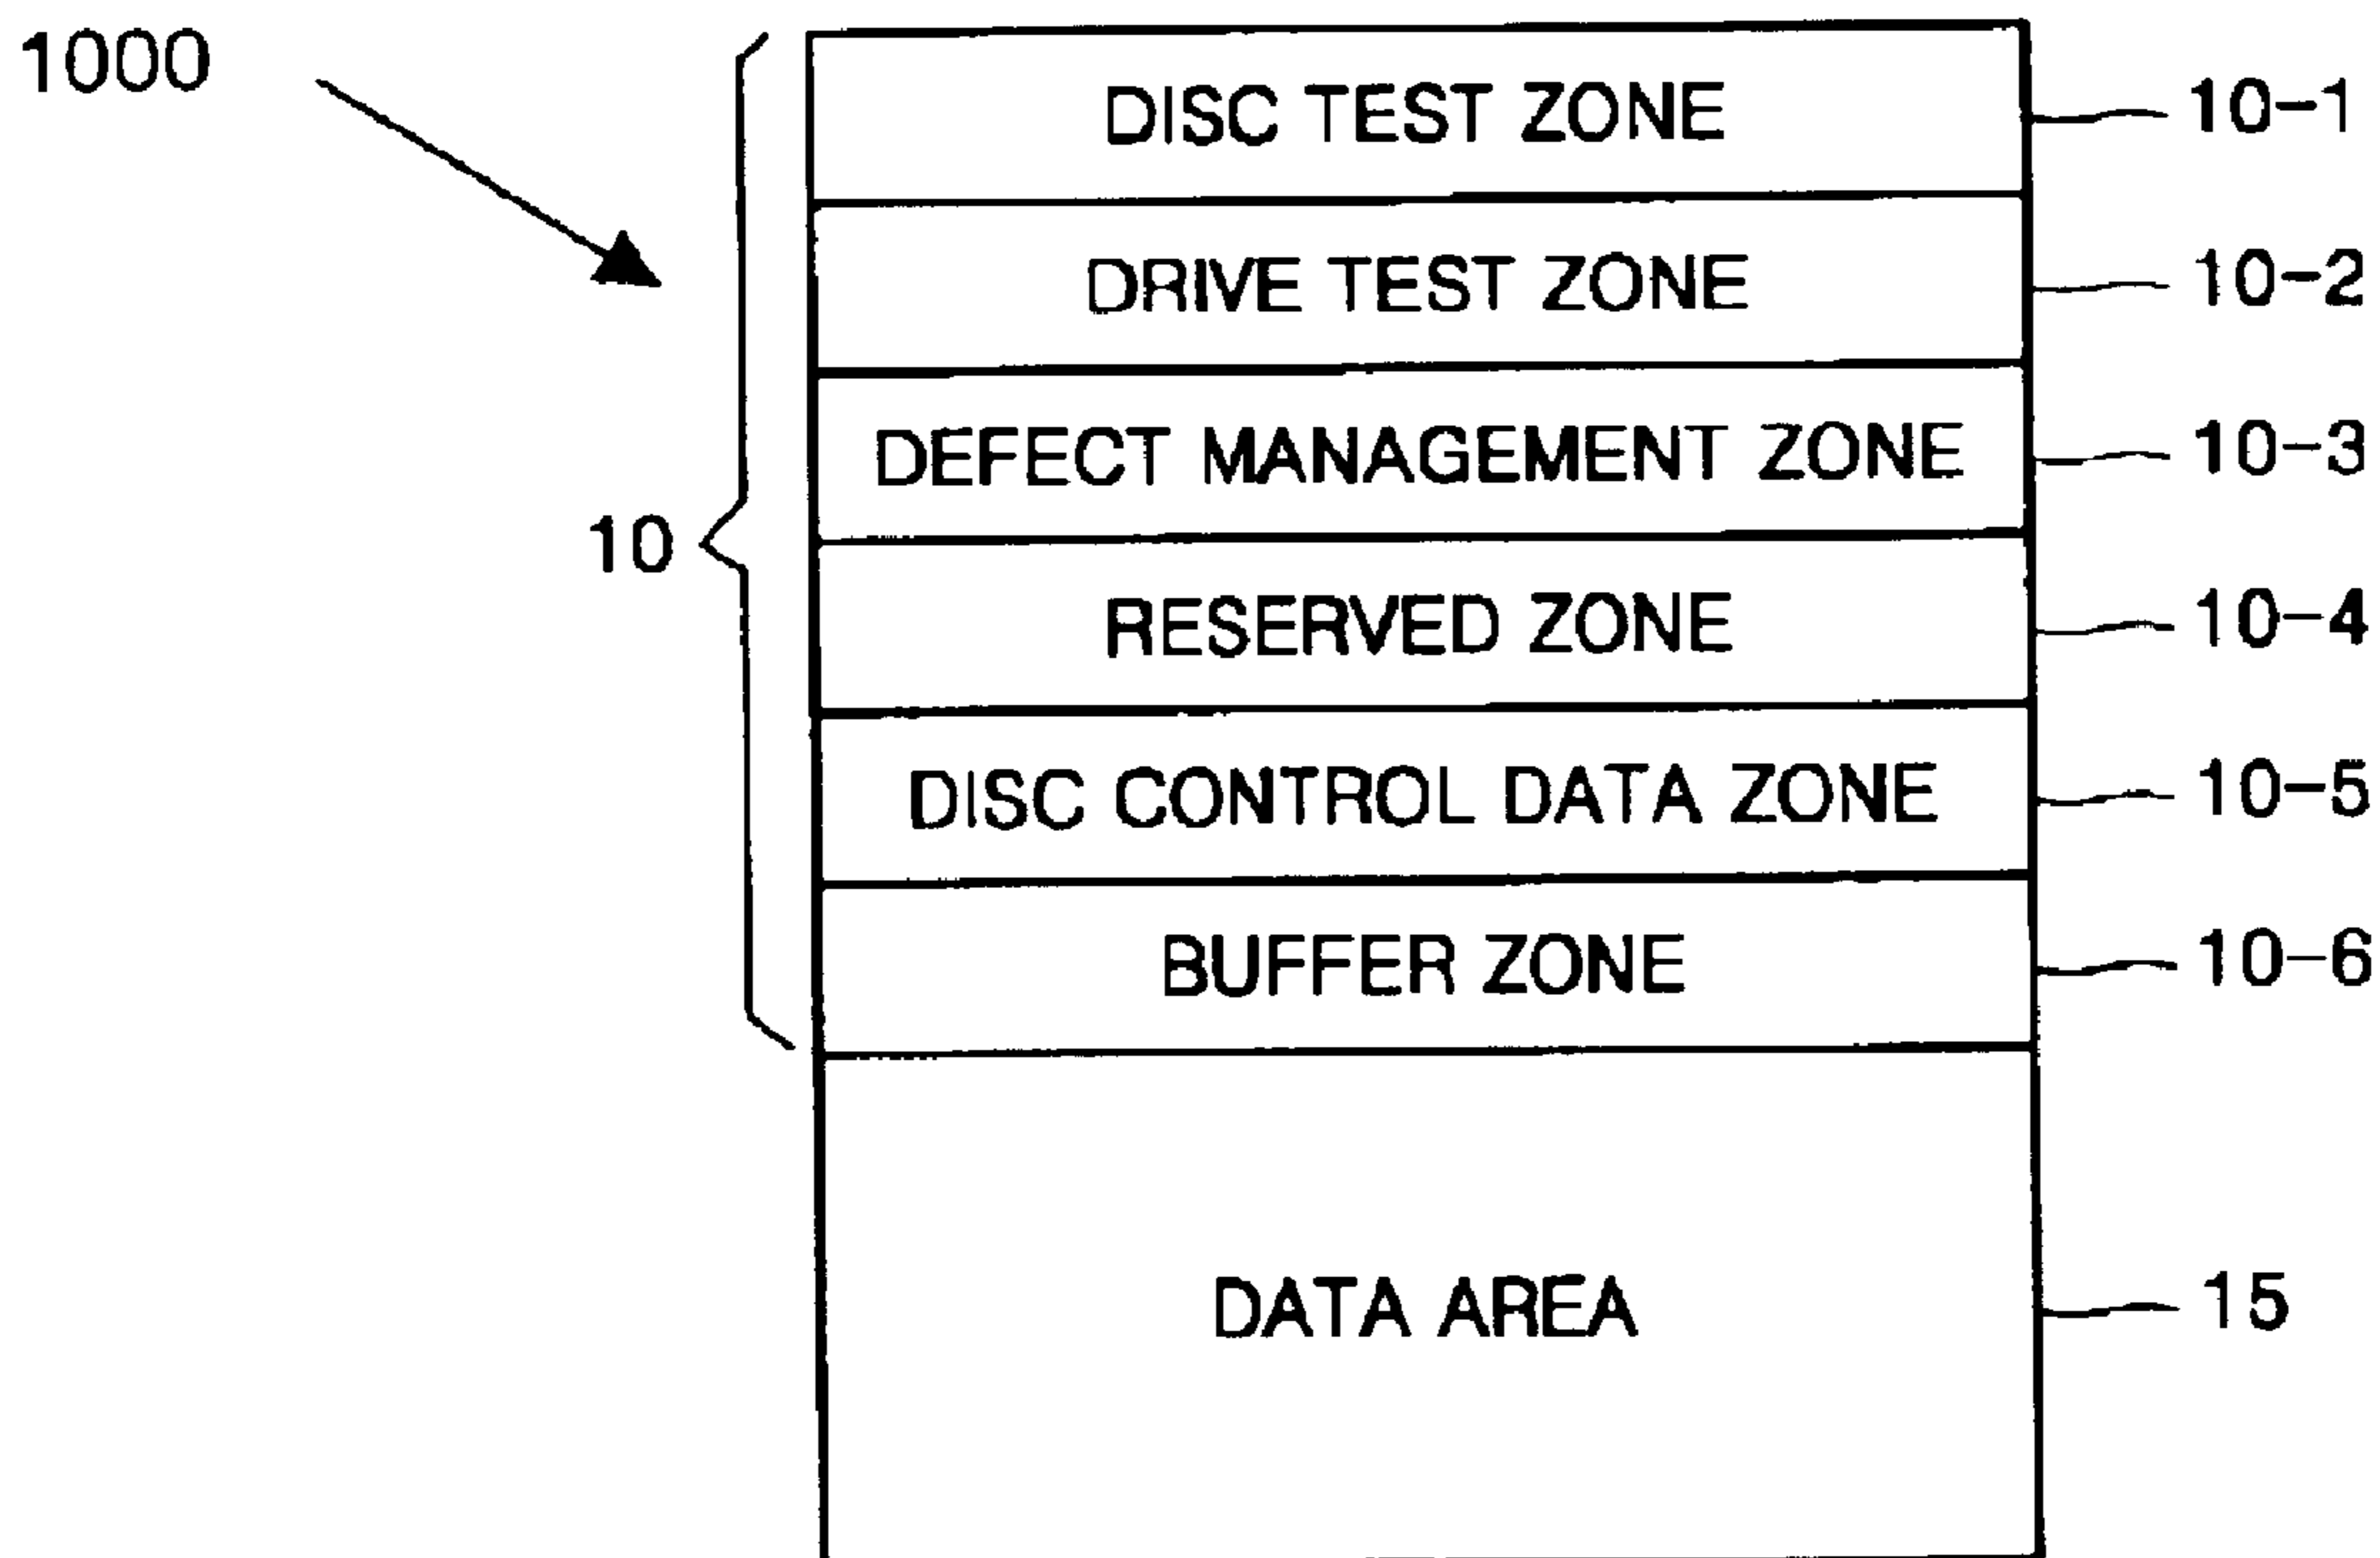 1000
DISC TEST ZONE 10-1
DRIVE TEST ZONE 10-2
DEFECT MANAGEMENT ZONE 10-3
10
RESERVED ZONE 10-4
DISC CONTROL DATA ZONE 10-5
BUFFER ZONE 10-6
DATA AREA 15